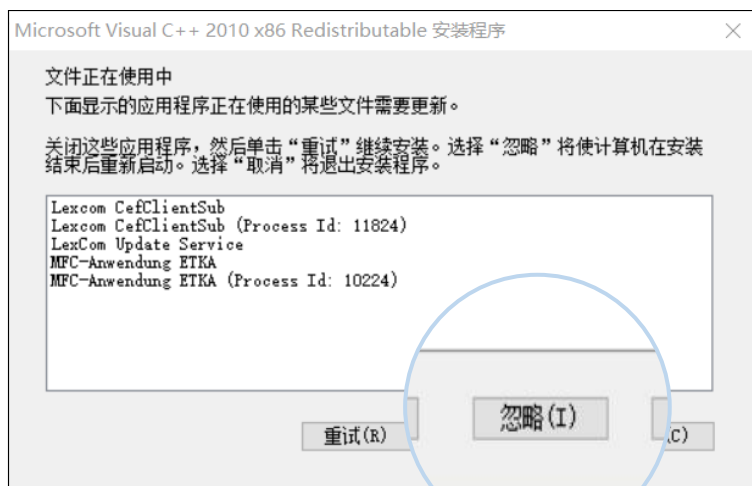 Microsoft Visual C++ 2010 x86 Redistributable 安装程序
文件正在使用中
下面显示的应用程序正在使用的某些文件需要更新。
关闭这些应用程序，然后单击“重试”继续安装。选择“忽略”将使计算机在安装
结束后重新启动。选择“取消”将退出安装程序。
Lexcom CefClientSub
Lexcom CefClientSub (Process Id: 11824)
LexCom Update Service
MFC-Anwendung ETKA
MFC-Anwendung ETKA (Process Id: 10224)
重试(R)
忽略(I)
(C)